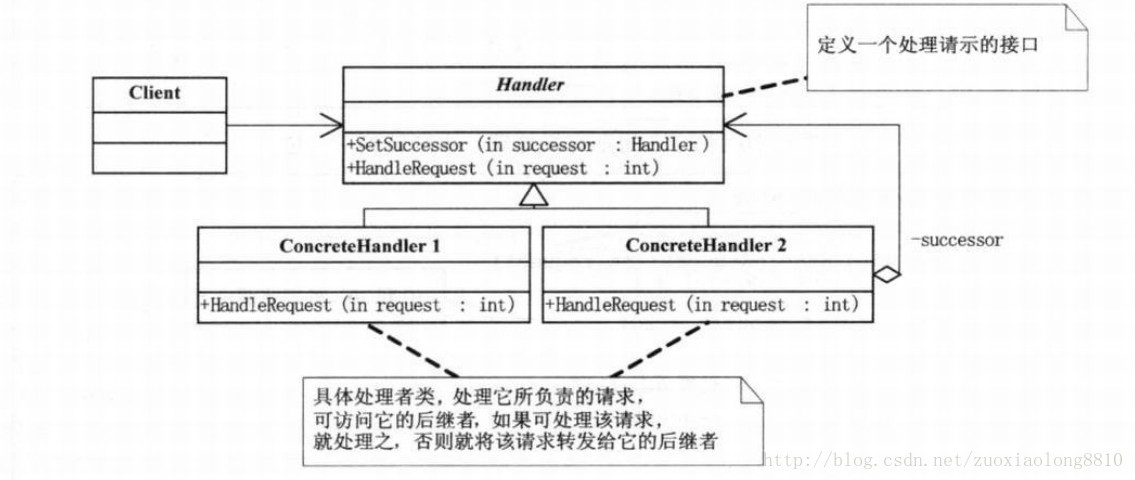 定义一个处理请示的接口
Client
Handler
+SetSuccessor (in successor : Handler)
+HandleRequest (in request : int)
ConcreteHandler 1
+HandleRequest (in request : int)
ConcreteHandler 2
+HandleRequest (in request : int)
-successor
具体处理者类，处理它所负责的请求，
可访问它的后继者，如果可处理该请求，
就处理之，否则就将该请求转发给它的后继者
http://blog.csdn.net/zuoxiaolong8810